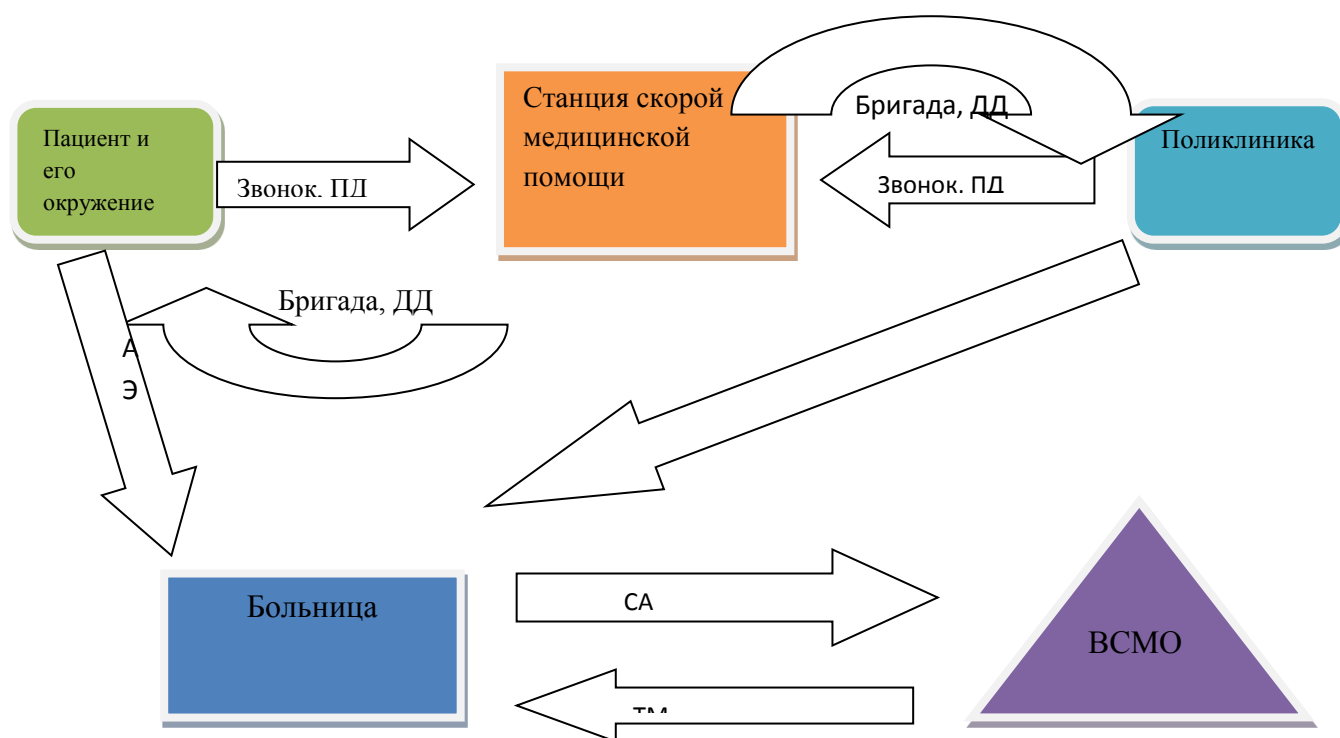 Пациент и
его
окружение
Звонок. ПД
Станция скорой
медицинской
помощи
Бригада, ДД
Звонок. ПД
Поликлиника
Бригада, ДД
А
Э
Больница
СА
ТМ
ВСМО